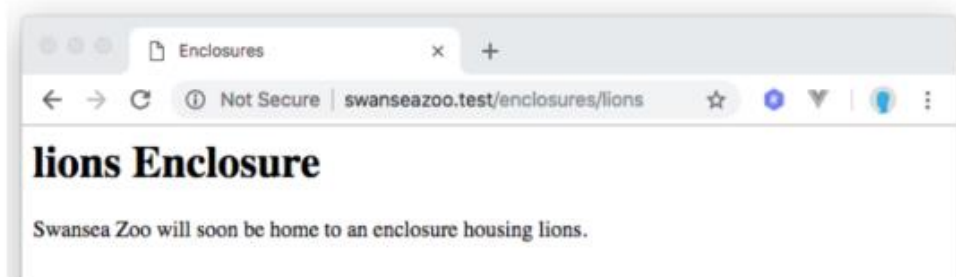 Enclosures
Not Secure | swanseazoo.test/enclosures/lions
lions Enclosure
Swansea Zoo will soon be home to an enclosure housing lions.